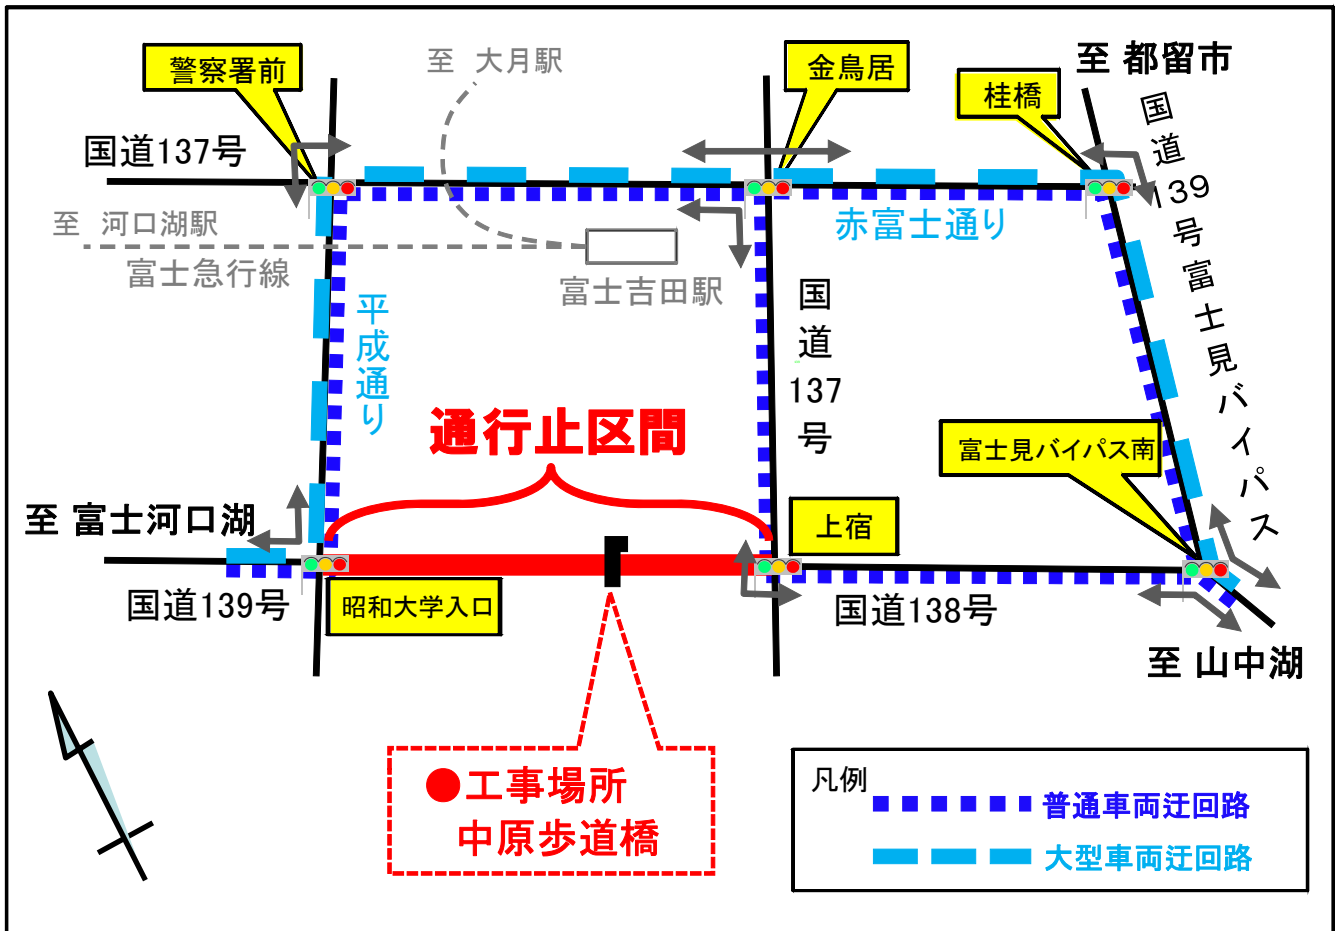 警察署前
至 大月駅
金鳥居
至 都留市
桂橋
国道139号富士見バイパス
国道137号
至 河口湖駅
富士急行線
富士吉田駅
赤富士通り
平成通り
国道137号
通行止区間
富士見バイパス南
至 富士河口湖
上宿
国道139号
昭和大学入口
国道138号
至 山中湖
●工事場所
中原歩道橋
凡例
普通車両迂回路
大型車両迂回路